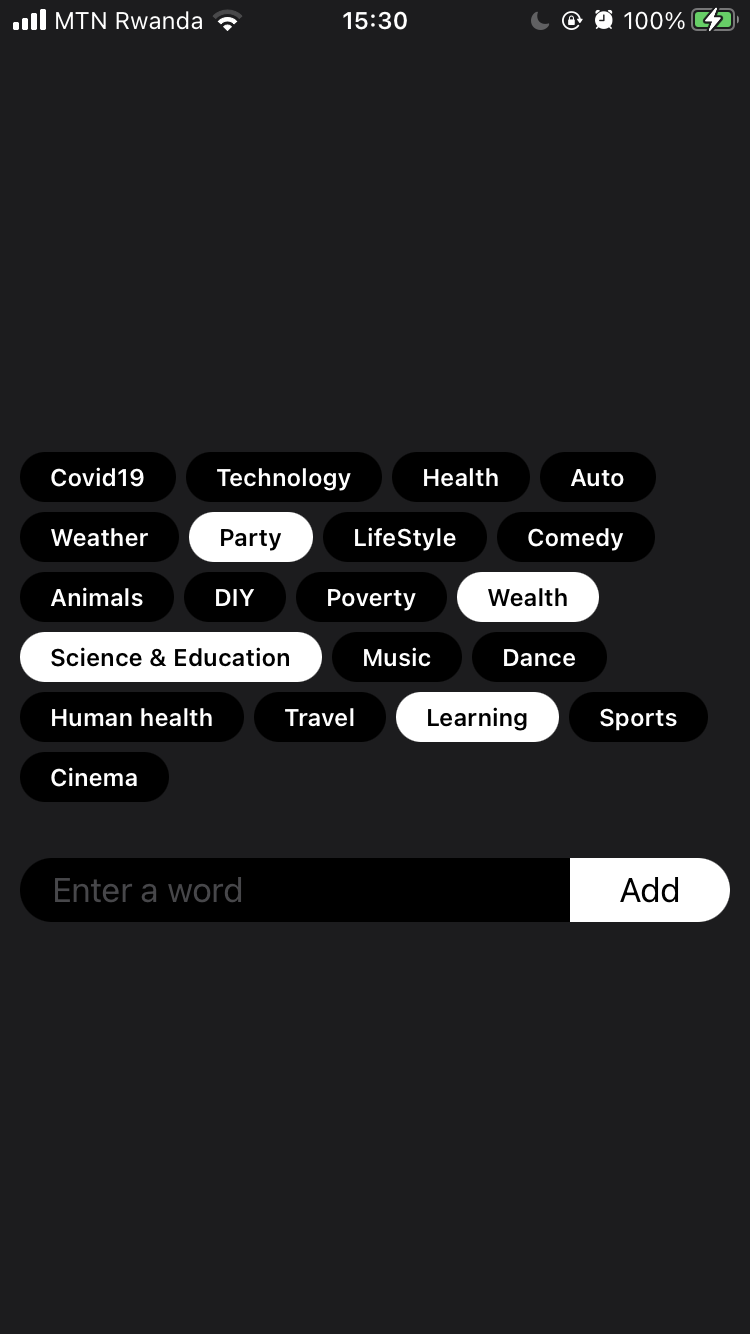 MTN Rwanda 15:30 100%
Covid19 Technology Health Auto
Weather Party LifeStyle Comedy
Animals DIY Poverty Wealth
Science & Education Music Dance
Human health Travel Learning Sports
Cinema
Enter a word Add